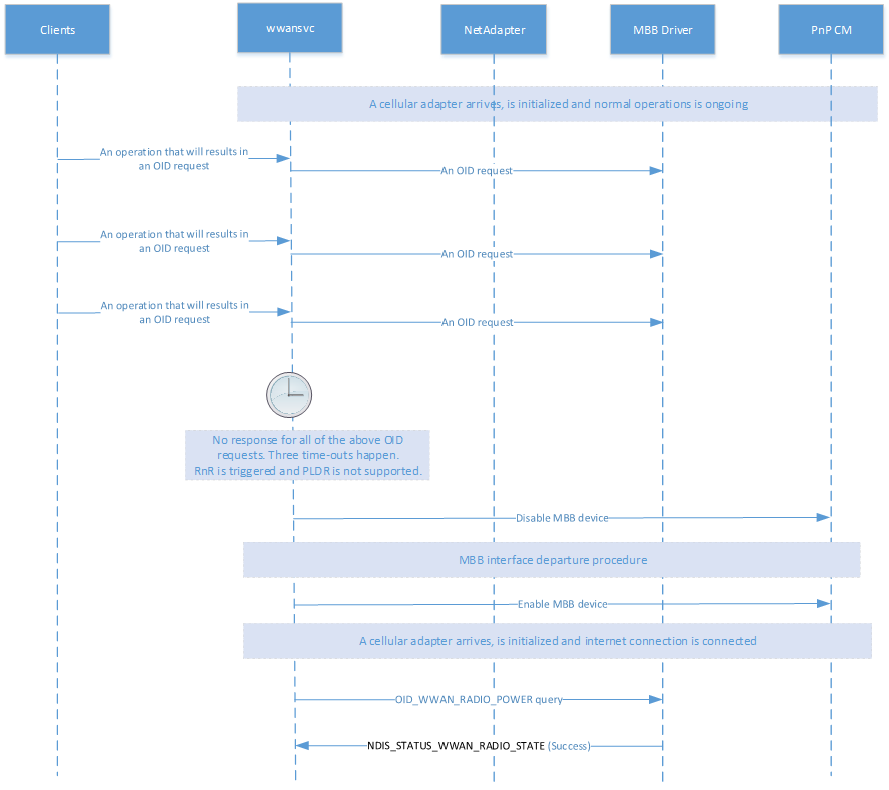 Clients
wwansvc
NetAdapter
MBB Driver
PnP CM
A cellular adapter arrives, is initialized and normal operations is ongoing
An operation that will results in
an OID request
An OID request
An operation that will results in
an OID request
An OID request
An operation that will results in
an OID request
An OID request
No response for all of the above OID
requests. Three time-outs happen.
RnR is triggered and PLDR is not supported.
Disable MBB device
MBB interface departure procedure
Enable MBB device
A cellular adapter arrives, is initialized and internet connection is connected
OID_WWAN_RADIO_POWER query
NDIS_STATUS_WWAN_RADIO_STATE (Success)